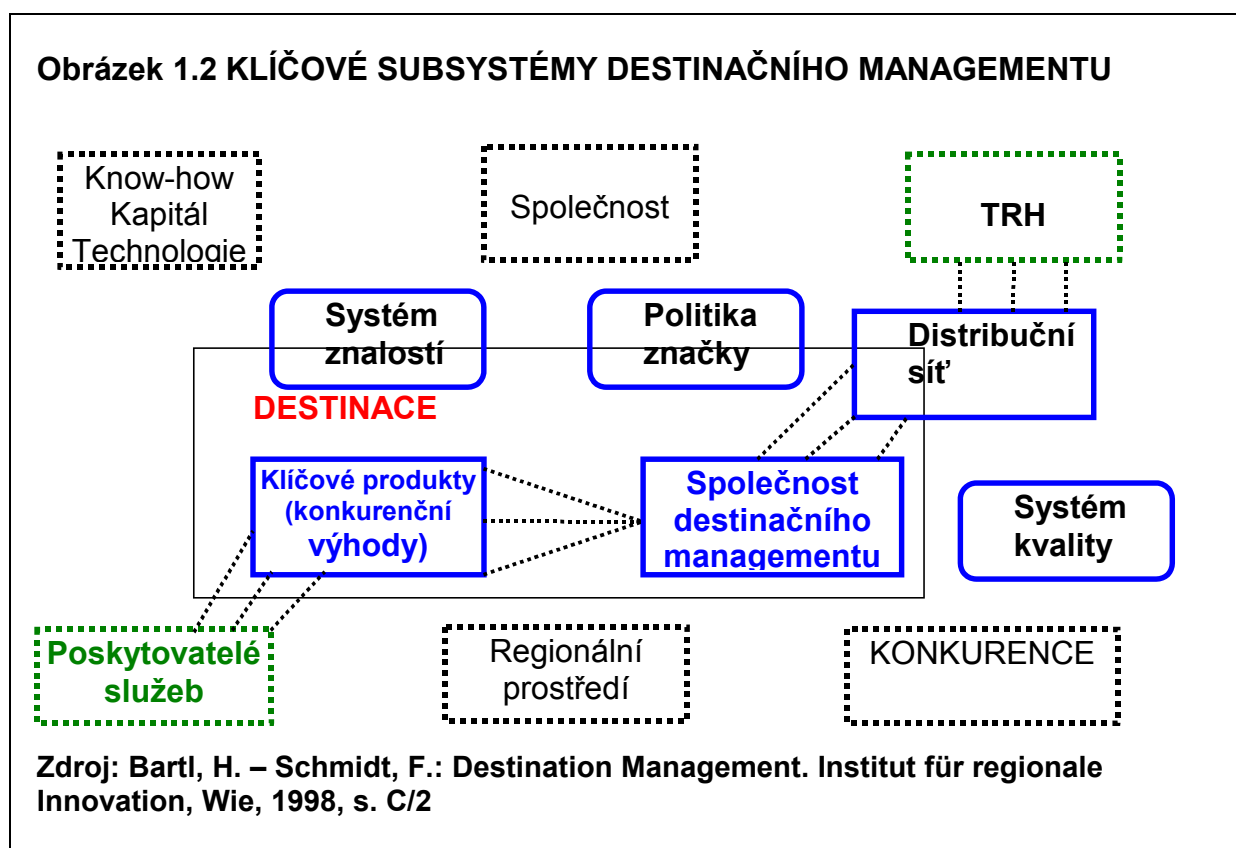 Obrázek 1.2 KLÍČOVÉ SUBSYSTÉMY DESTINAČNÍHO MANAGEMENTU
Know-how
Kapitál
Technologie
Společnost
TRH
Systém
znalostí
Politika
značky
Distribuční
síť
DESTINACE
Klíčové produkty
(konkurenční
výhody)
Společnost
destinačního
managementu
Systém
kvality
Poskytovatelé
služeb
Regionální
prostředí
KONKURENCE
Zdroj: Bartl, H. – Schmidt, F.: Destination Management. Institut für regionale
Innovation, Wie, 1998, s. C/2